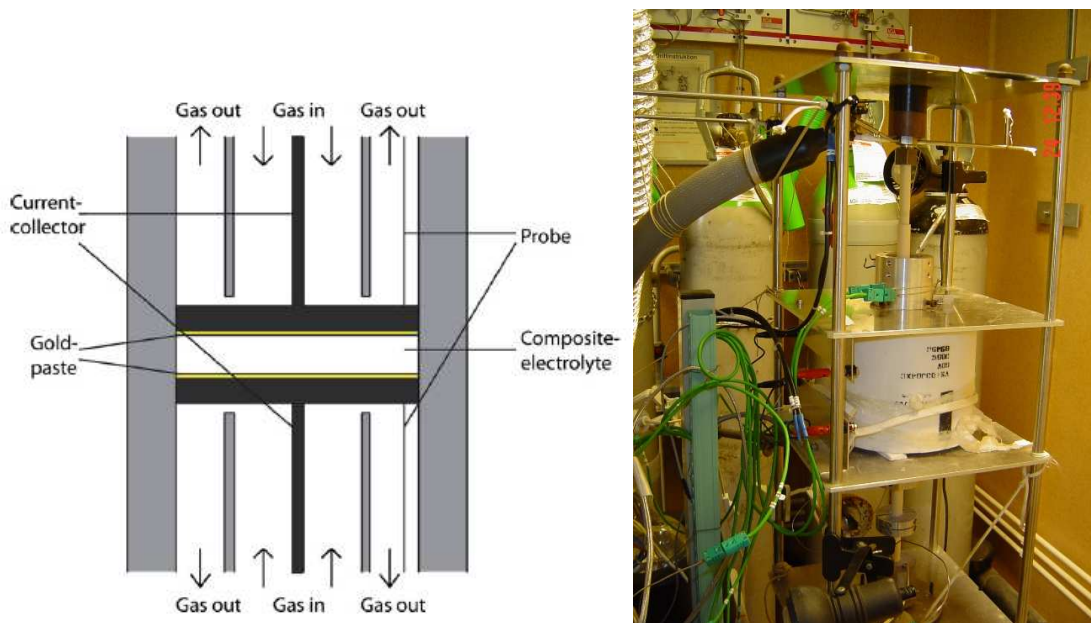 Gas out
Gas in
Gas out
Current-
collector
Probe
Gold-
paste
Composite-
electrolyte
Gas out
Gas in
Gas out